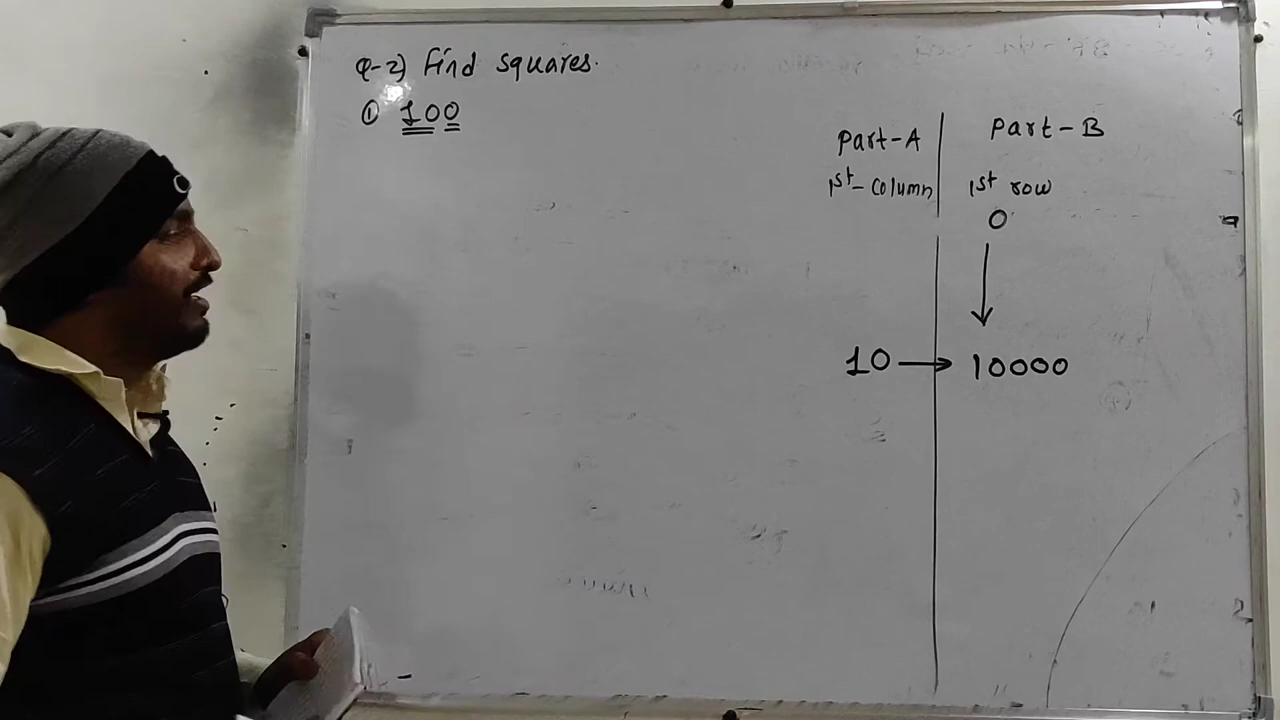 Q-2) Find squares.
① 100
Part-A Part-B
1st-column 1st row
0
10 → 10000